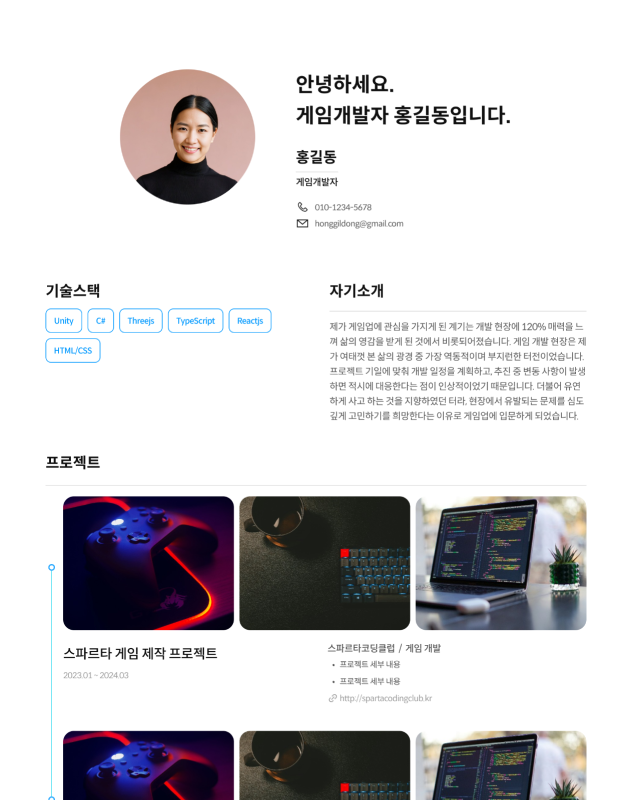 안녕하세요.
게임개발자 홍길동입니다.
홍길동
게임개발자
010-1234-5678
honggildong@gmail.com
기술스택
Unity
C#
Threejs
TypeScript
Reactjs
HTML/CSS
자기소개
제가 게임업에 관심을 가지게 된 계기는 개발 현장에 120% 매력을 느
껴 삶의 영감을 받게 된 것에서 비롯되어졌습니다. 게임 개발 현장은 제
가 여태껏 본 삶의 광경 중 가장 역동적이며 부지런한 터전이었습니다.
프로젝트 기일에 맞춰 개발 일정을 계획하고, 추진 중 변동 사항이 발생
하면 적시에 대응한다는 점이 인상적이었기 때문입니다. 더불어 유연
하게 사고 하는 것을 지향하였던 터라, 현장에서 유발되는 문제를 심도
깊게 고민하기를 희망한다는 이유로 게임업에 입문하게 되었습니다.
프로젝트
스파르타 게임 제작 프로젝트
2023.01 ~ 2024.03
스파르타코딩클럽 / 게임 개발
• 프로젝트 세부 내용
• 프로젝트 세부 내용
http://spartacodingclub.kr